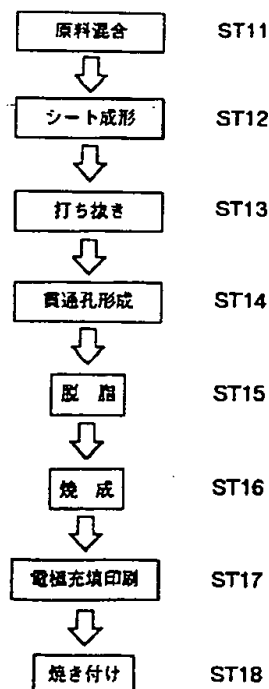 原料混合 ST11
シート成形 ST12
打ち抜き ST13
貫通孔形成 ST14
脱 脂 ST15
焼 成 ST16
電極充填印刷 ST17
焼き付け ST18